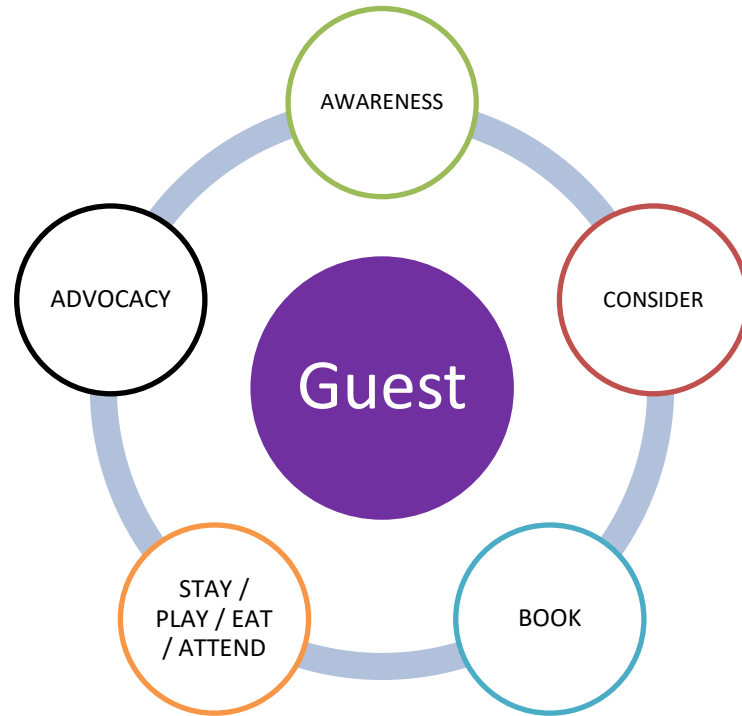 AWARENESS
CONSIDER
BOOK
STAY /
PLAY / EAT
/ ATTEND
ADVOCACY
Guest